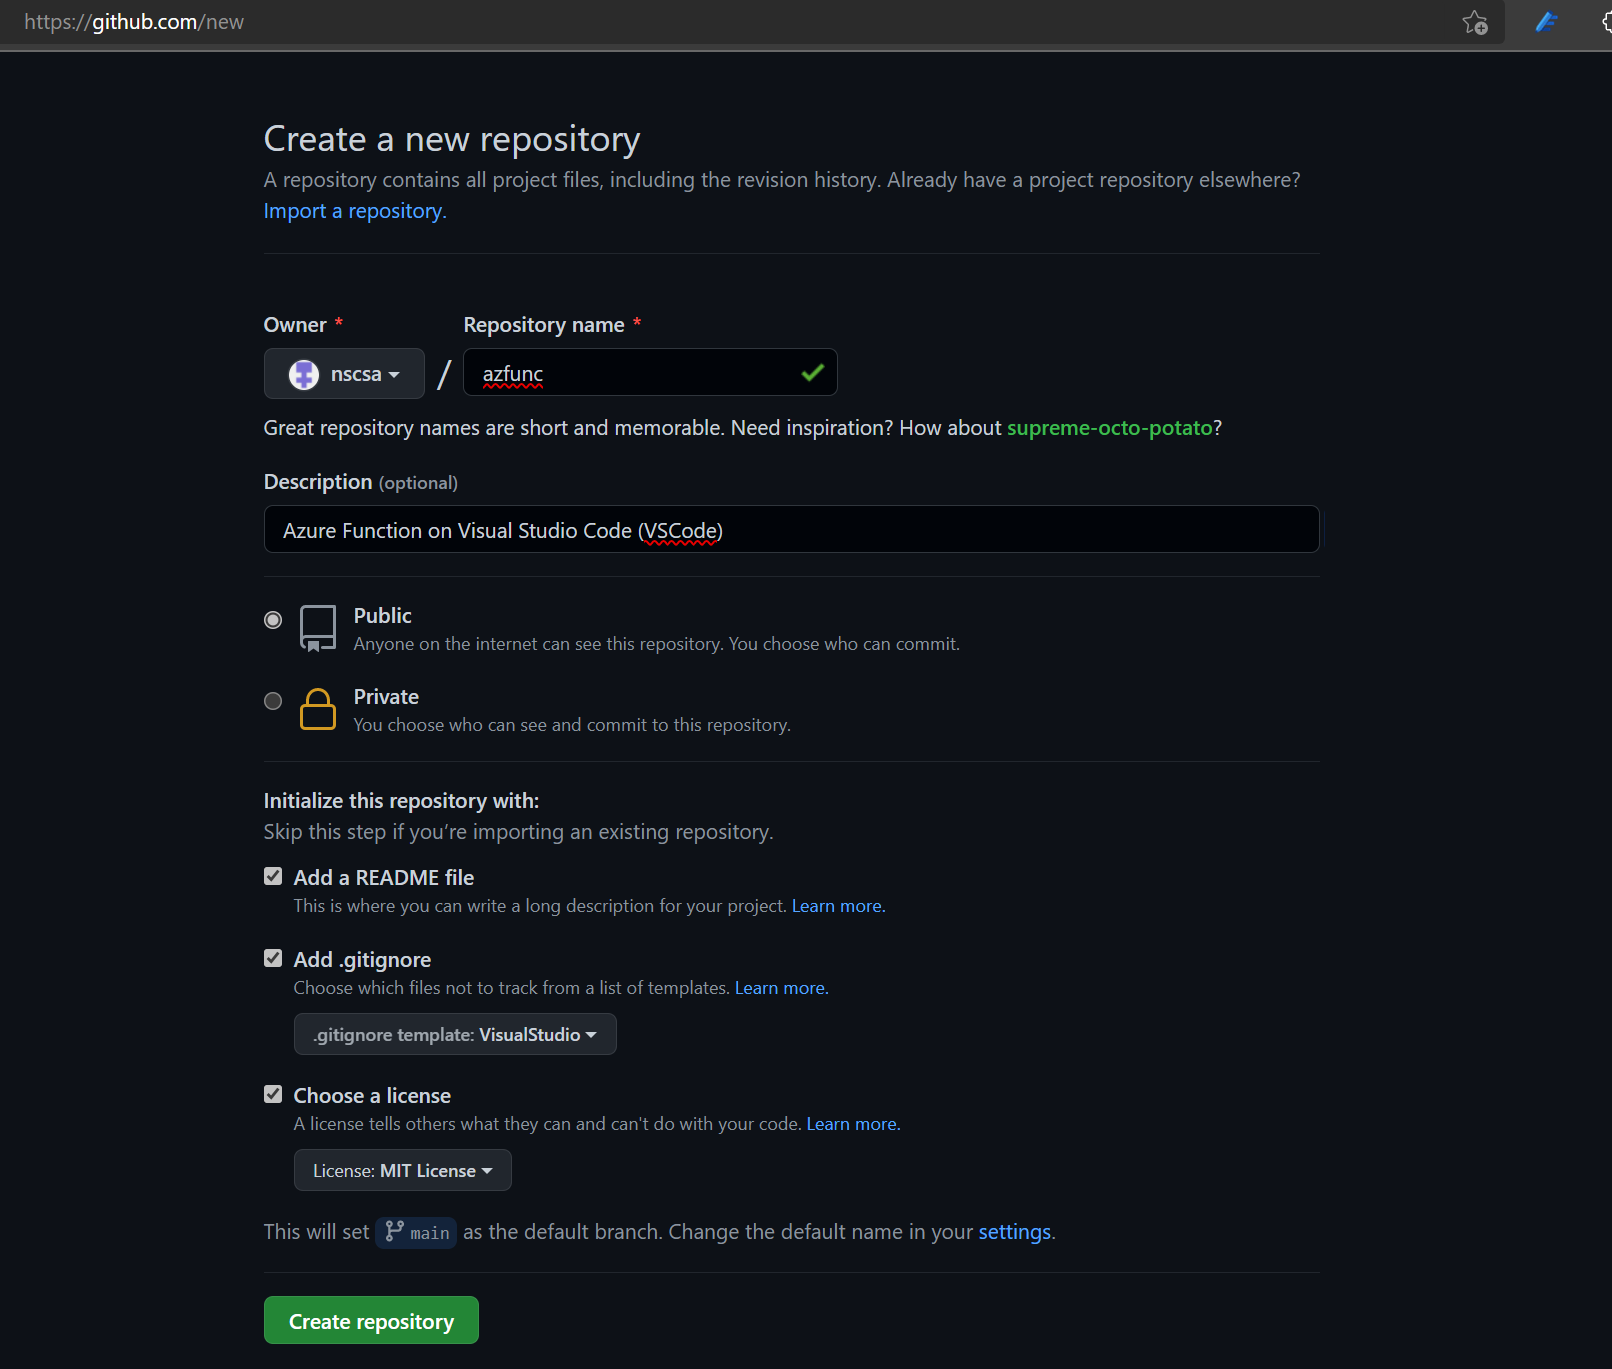 https://github.com/new
Create a new repository
A repository contains all project files, including the revision history. Already have a project repository elsewhere?
Import a repository.
Owner * Repository name *
nscsa / azfunc
Great repository names are short and memorable. Need inspiration? How about supreme-octo-potato?
Description (optional)
Azure Function on Visual Studio Code (VSCode)
Public
Anyone on the internet can see this repository. You choose who can commit.
Private
You choose who can see and commit to this repository.
Initialize this repository with:
Skip this step if you’re importing an existing repository.
Add a README file
This is where you can write a long description for your project. Learn more.
Add .gitignore
Choose which files not to track from a list of templates. Learn more.
.gitignore template: VisualStudio
Choose a license
A license tells others what they can and can't do with your code. Learn more.
License: MIT License
This will set main as the default branch. Change the default name in your settings.
Create repository